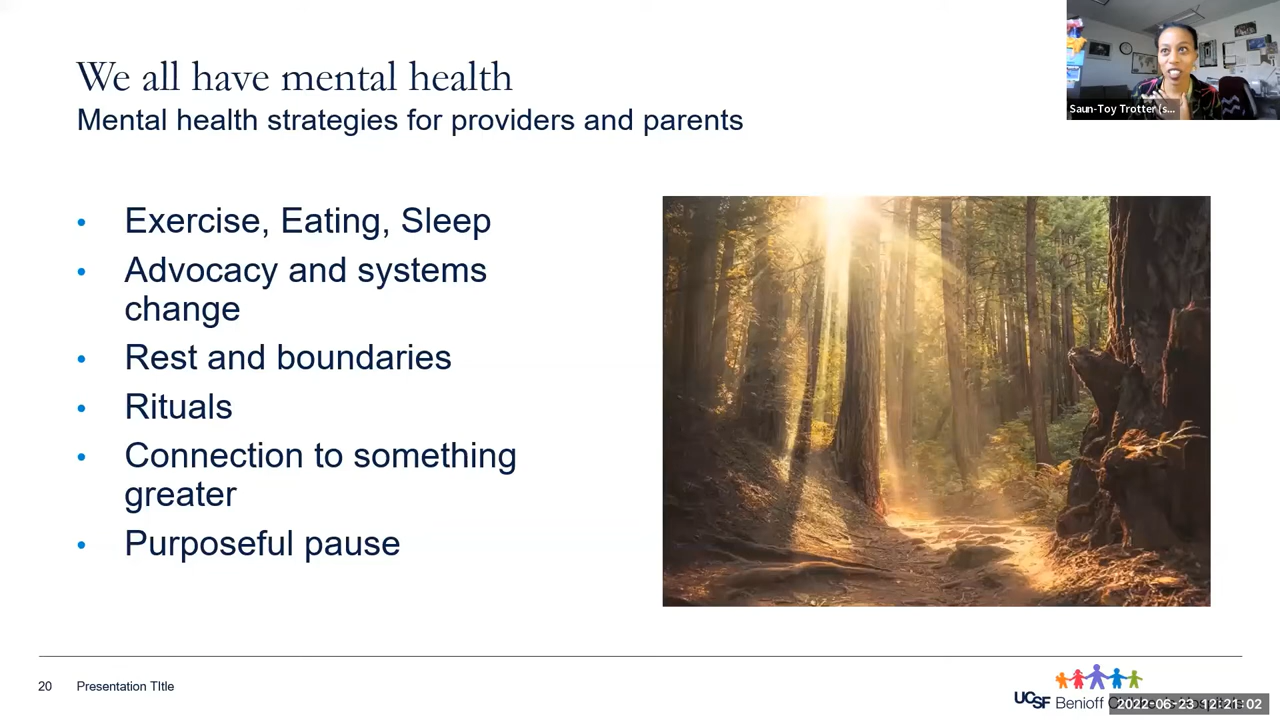 We all have mental health
Mental health strategies for providers and parents
Saun-Toy Trotter (s...
• Exercise, Eating, Sleep
• Advocacy and systems
change
• Rest and boundaries
• Rituals
• Connection to something
greater
• Purposeful pause
20 Presentation TItle
UCSF Benioff
2022-06-23 12:21:02